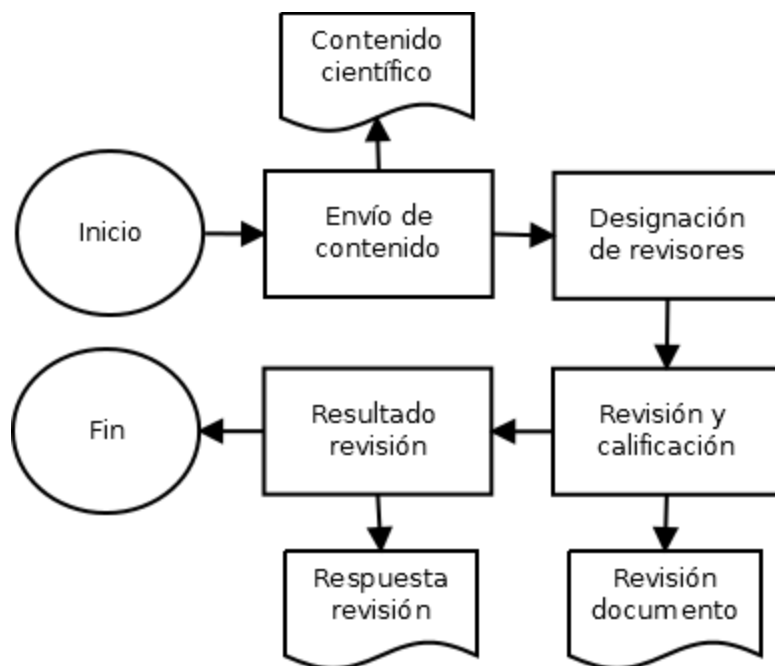 Contenido
científico
Inicio
Envío de
contenido
Designación
de revisores
Fin
Resultado
revisión
Revisión y
calificación
Respuesta
revisión
Revisión
documento